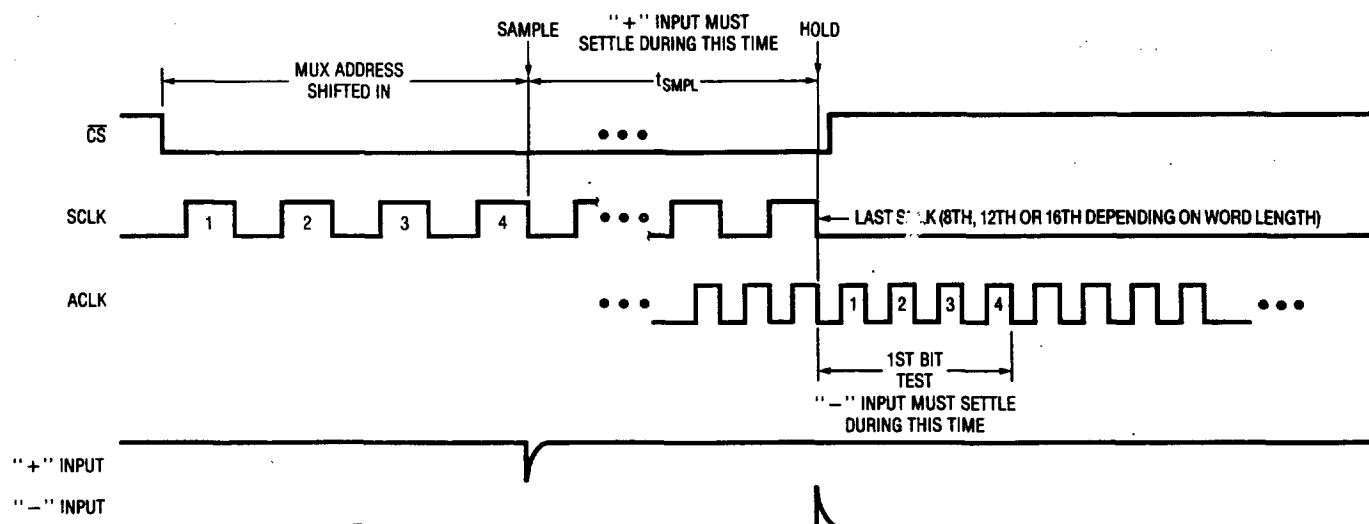 SAMPLE
"+" INPUT MUST
SETTLE DURING THIS TIME
HOLD
MUX ADDRESS
SHIFTED IN
tSMPL
CS
SCLK
1 2 3 4
LAST (8TH, 12TH OR 16TH DEPENDING ON WORD LENGTH)
ACLK
1 2 3 4
1ST BIT
TEST
"−" INPUT MUST SETTLE
DURING THIS TIME
"+" INPUT
"−" INPUT